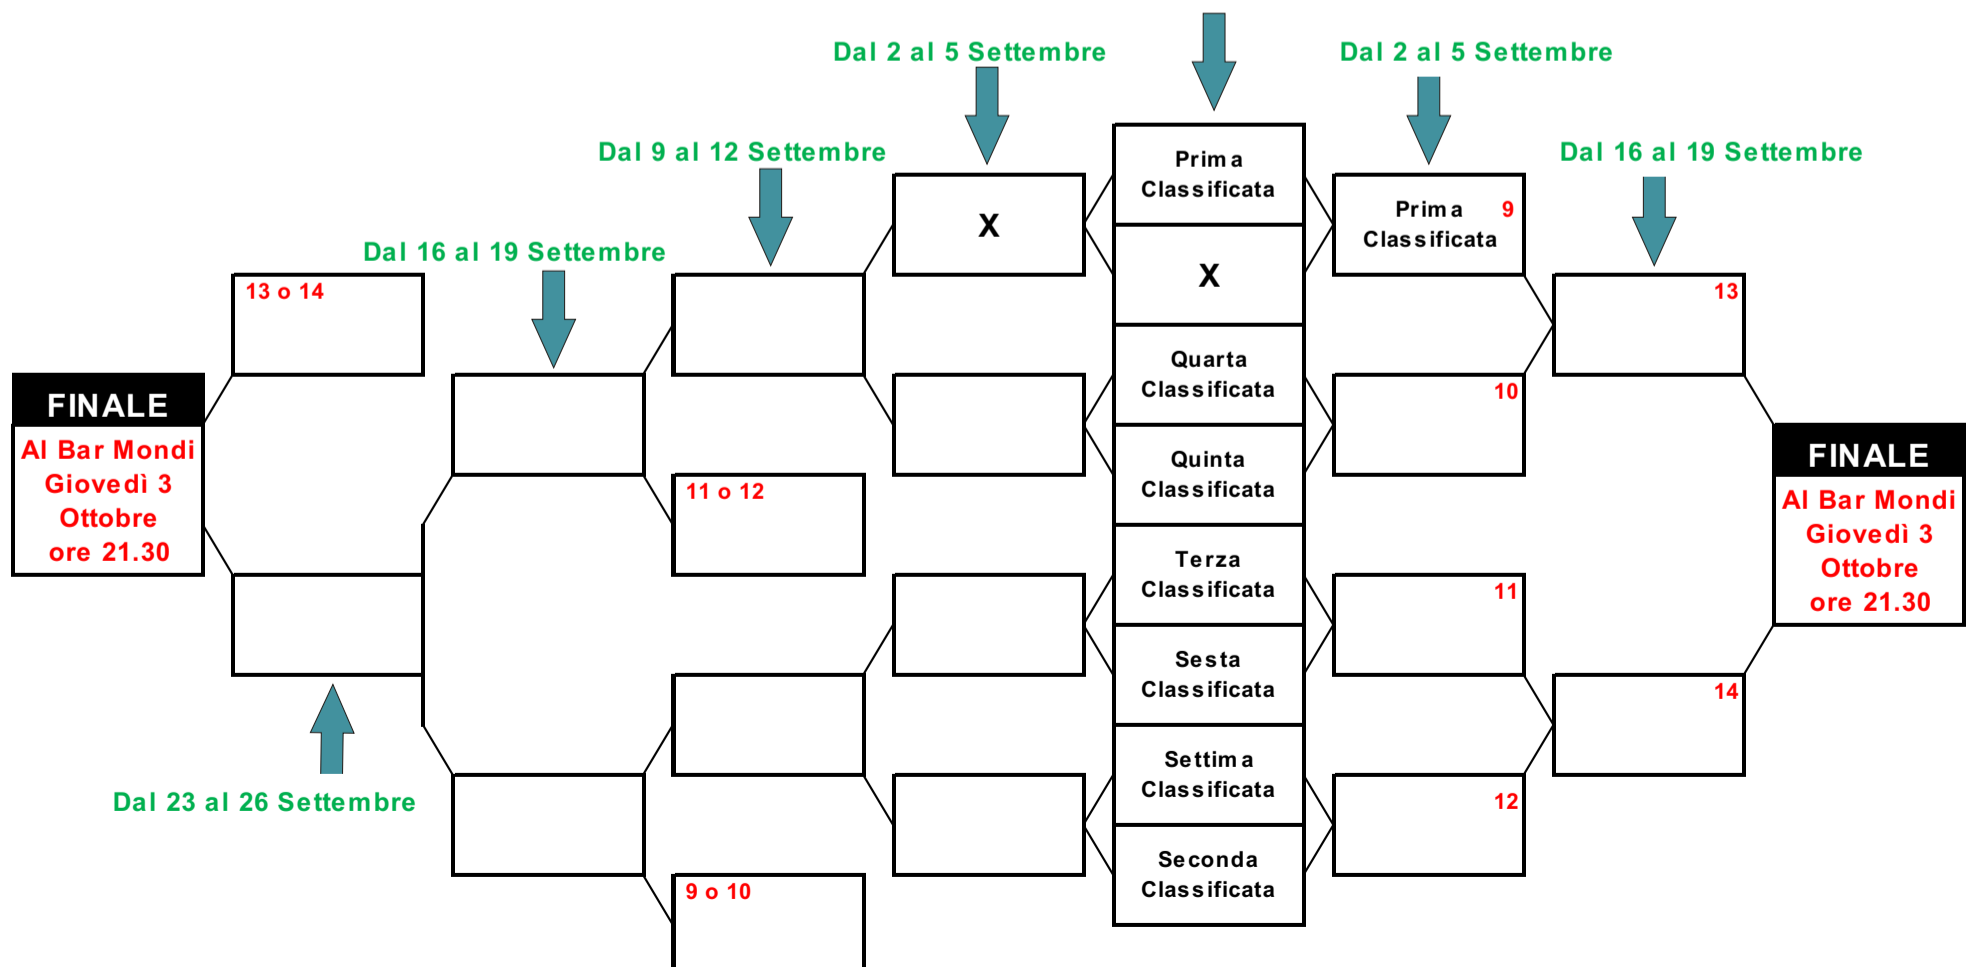 Dal 2 al 5 Settembre
Dal 2 al 5 Settembre
Dal 9 al 12 Settembre
Dal 16 al 19 Settembre
Dal 16 al 19 Settembre
Prima
Classificata
X
Prima
Classificata
9
X
13 o 14
13
Quarta
Classificata
10
FINALE
Al Bar Mondi
Giovedì 3
Ottobre
ore 21.30
Quinta
Classificata
11 o 12
FINALE
Al Bar Mondi
Giovedì 3
Ottobre
ore 21.30
Terza
Classificata
11
Sesta
Classificata
14
Settima
Classificata
12
Dal 23 al 26 Settembre
Seconda
Classificata
9 o 10